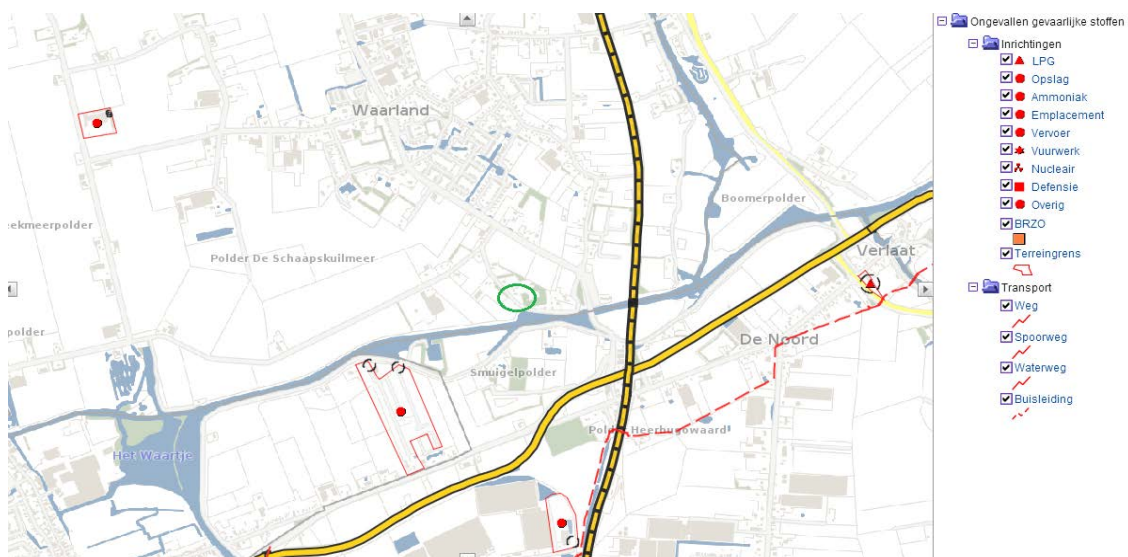 Waarland
Boomerpolder
eekmeerpolder
Polder De Schaapskuilmeer
Verlaat
polder
De Noord
Smuigelpolder
Polder Heerhugowaard
Het Waartje
Ongevallen gevaarlijke stoffen
Inrichtingen
LPG
Opslag
Ammoniak
Emplacement
Vervoer
Vuurwerk
Nucleair
Defensie
Overig
BRZO
Terreingrens
Transport
Weg
Spoorweg
Waterweg
Buisleiding